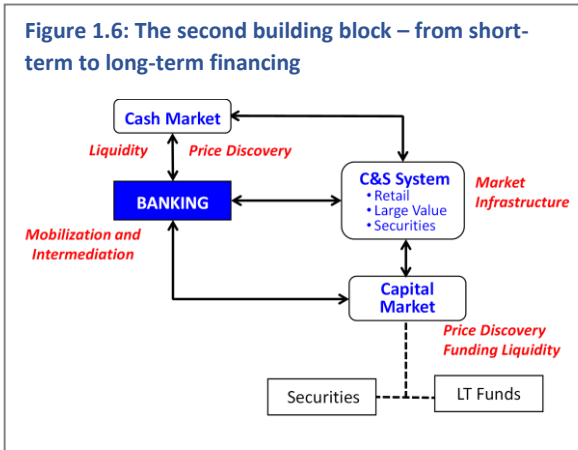 Figure 1.6: The second building block – from short-
term to long-term financing
Cash Market
Liquidity
Price Discovery
BANKING
C&S System
• Retail
• Large Value
• Securities
Market
Infrastructure
Mobilization and
Intermediation
Capital
Market
Price Discovery
Funding Liquidity
Securities
LT Funds